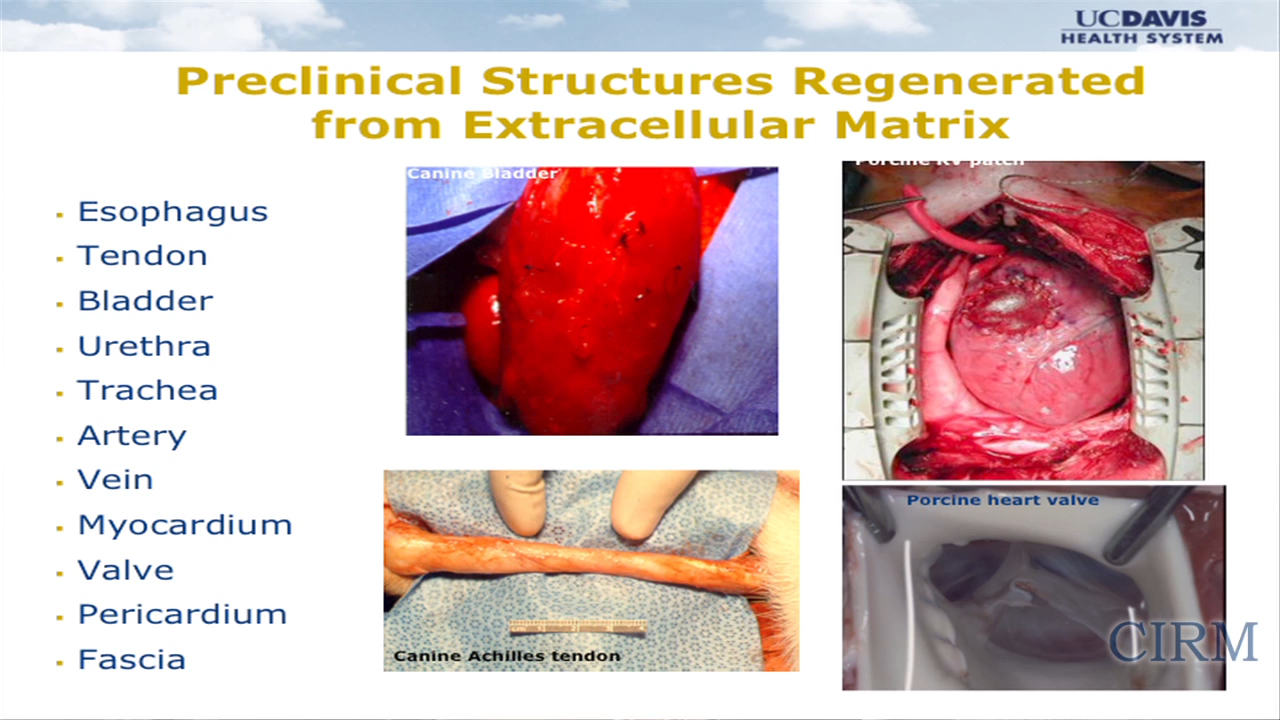 UCDAVIS
HEALTH SYSTEM
Preclinical Structures Regenerated
from Extracellular Matrix
Esophagus
Tendon
Bladder
Urethra
Trachea
Artery
Vein
Myocardium
Valve
Pericardium
Fascia
Canine Bladder
Porcine RV patch
Canine Achilles tendon
Porcine heart valve
CIRM